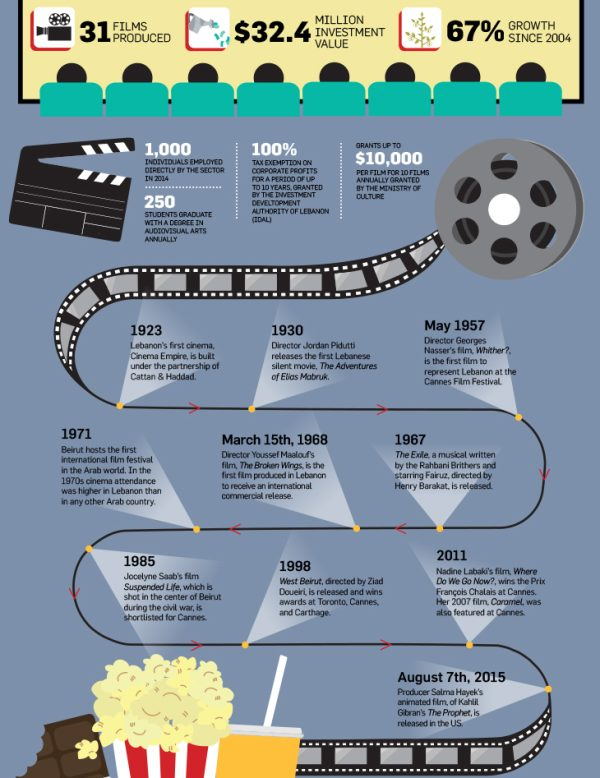 31 FILMS
PRODUCED
$32.4 MILLION
INVESTMENT
VALUE
67% GROWTH
SINCE 2004
1,000
INDIVIDUALS EMPLOYED
DIRECTLY BY THE SECTOR
IN 2014
250
STUDENTS GRADUATE
WITH A DEGREE IN
AUDIOVISUAL ARTS
ANNUALLY
100%
TAX EXEMPTION ON
CORPORATE PROFITS
FOR A PERIOD OF UP
TO 10 YEARS, GRANTED
BY THE INVESTMENT
DEVELTOPMENT
AUTHORITY OF LEBANON
(IDAL)
GRANTS UP TO
$10,000
PER FILM FOR 10 FILMS
ANNUALLY GRANTED
BY THE MINISTRY OF
CULTURE
1923
Lebanon's first cinema,
Cinema Empire, is built
under the partnership of
Cattan & Haddad.
1930
Director Jordan Pidutti
releases the first Lebanese
silent movie, The Adventures
of Elias Mabruk.
May 1957
Director Georges
Nasser's film, Whither?,
is the first film to
represent Lebanon at the
Cannes Film Festival.
1971
Beirut hosts the first
international film festival
in the Arab world. In the
1970s cinema attendance
was higher in Lebanon than
in any other Arab country.
March 15th, 1968
Director Youssef Maalouf's
film, The Broken Wings, is the
first film produced in Lebanon
to receive an international
commercial release.
1967
The Exile, a musical written
by the Rahbani Brithers and
starring Fairuz, directed by
Henry Barakat, is released.
1985
Jocelyne Saab's film
Suspended Life, which is
shot in the center of Beirut
during the civil war, is
shortlisted for Cannes.
1998
West Beirut, directed by Ziad
Doueiri, is released and wins
awards at Toronto, Cannes,
and Carthage.
2011
Nadine Labaki's film, Where
Do We Go Now?, wins the Prix
François Chalais at Cannes.
Her 2007 film, Caramel, was
also featured at Cannes.
August 7th, 2015
Producer Salma Hayek's
animated film, of Kahlil
Gibran's The Prophet, is
released in the US.